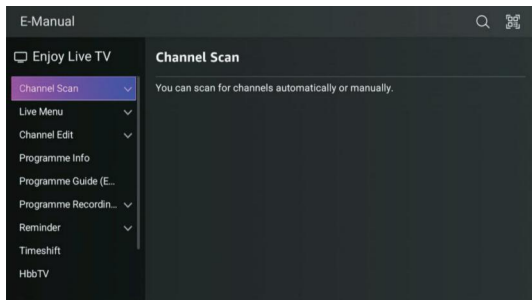 E-Manual
Enjoy Live TV
Channel Scan
Live Menu
Channel Edit
Programme Info
Programme Guide (E...
Programme Recordin...
Reminder
Timeshift
HbbTV
Channel Scan
You can scan for channels automatically or manually.